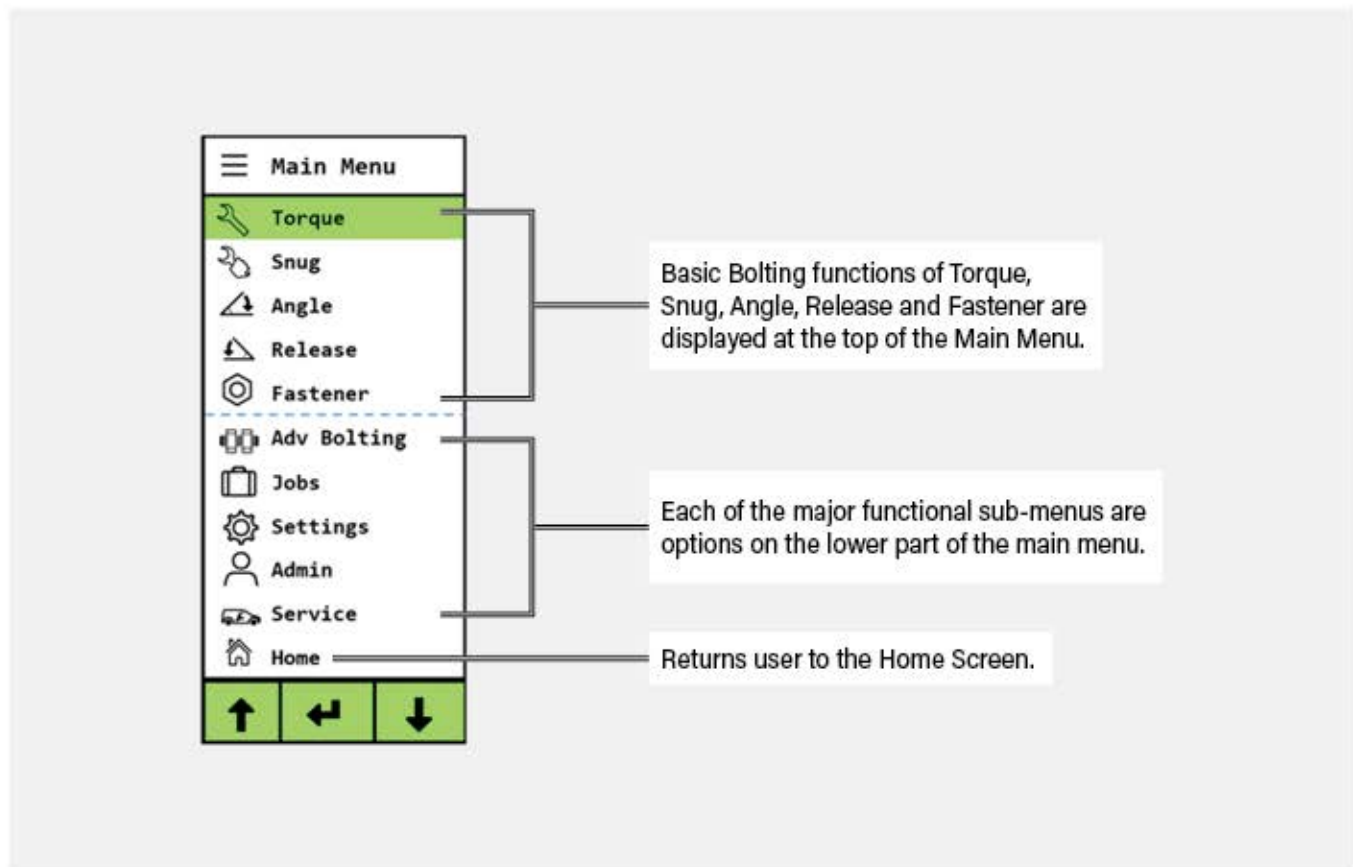 Main Menu
Torque
Snug
Angle
Release
Fastener
Adv Bolting
Jobs
Settings
Admin
Service
Home
Basic Bolting functions of Torque,
Snug, Angle, Release and Fastener are
displayed at the top of the Main Menu.
Each of the major functional sub-menus are
options on the lower part of the main menu.
Returns user to the Home Screen.